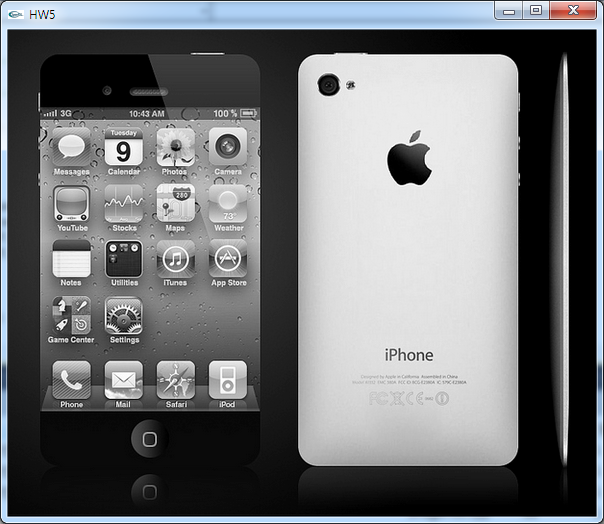 HW5
3G 10:43 AM 100 %
Tuesday
9
280
73°
Messages Calendar Photos Camera
YouTube Stocks Maps Weather
Notes Utilities iTunes App Store
Game Center Settings
Phone Mail Safari iPod
iPhone
Designed by Apple in California Assembled in China